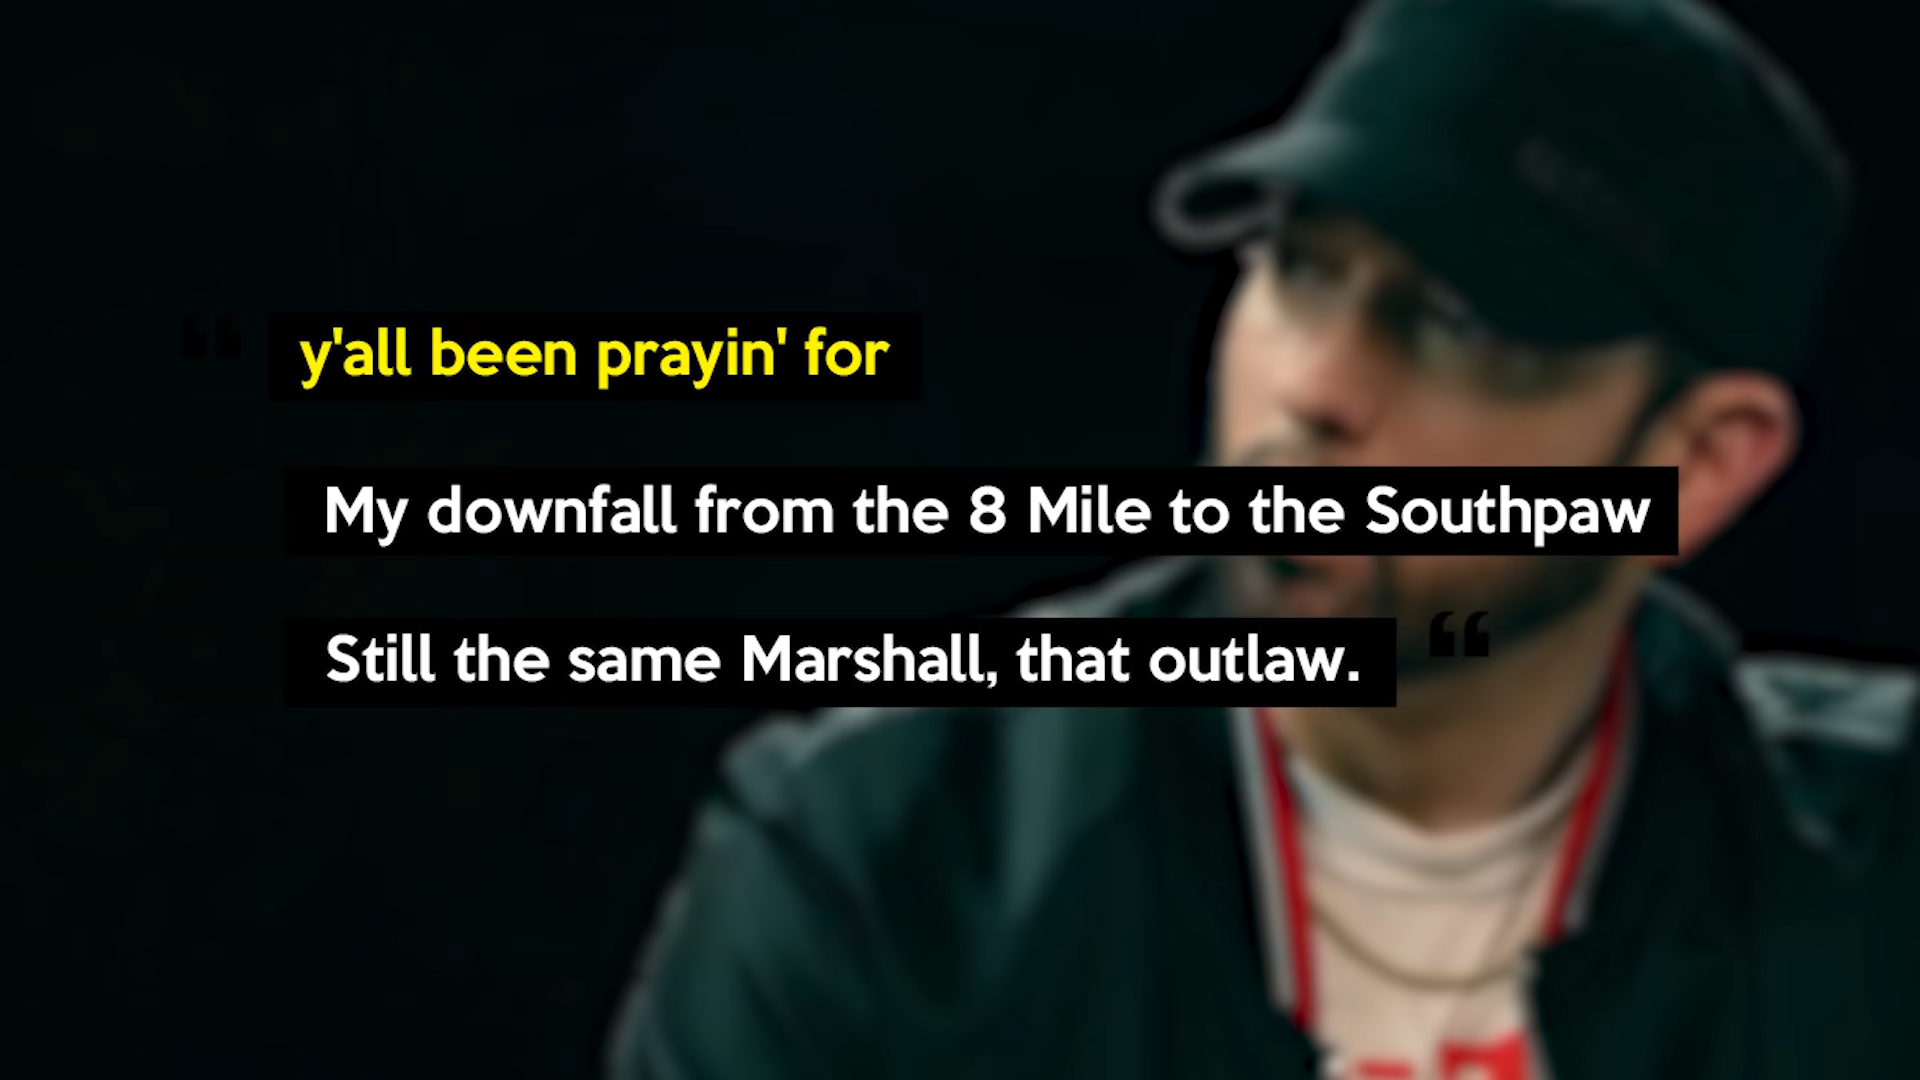 “ y'all been prayin' for
My downfall from the 8 Mile to the Southpaw
Still the same Marshall, that outlaw. “